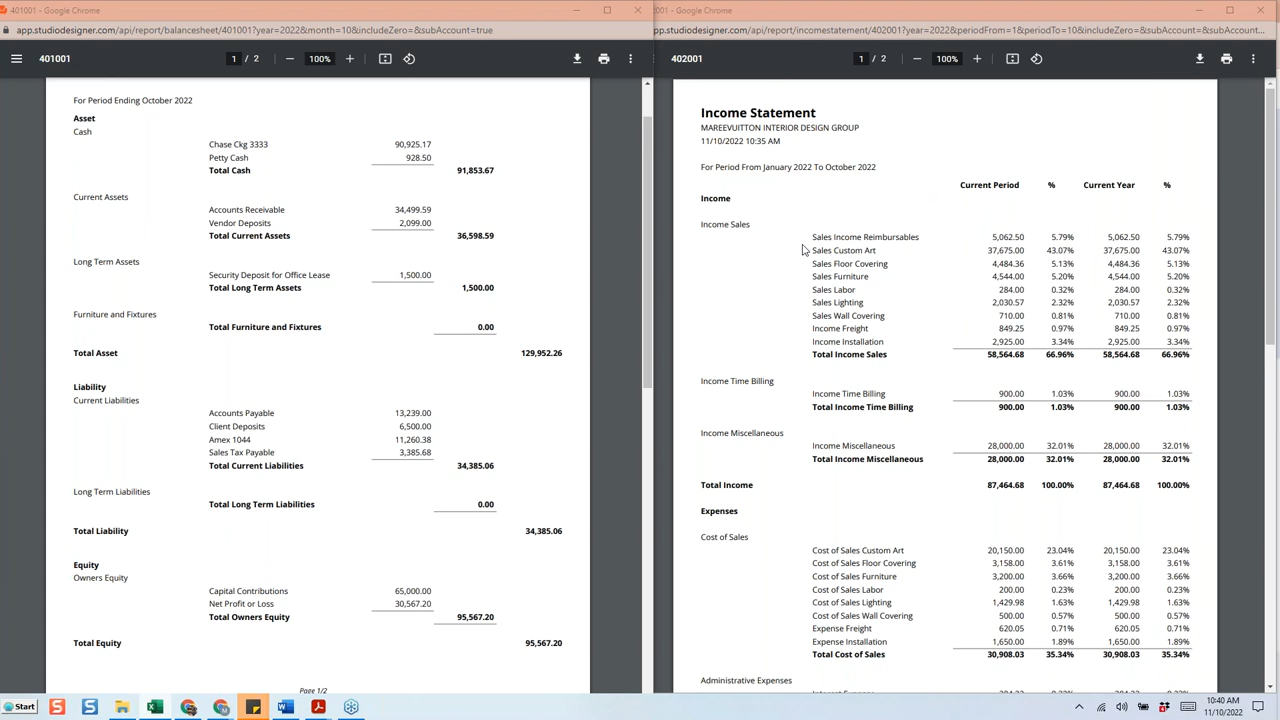 401001 - Google Chrome
app.studiodesigner.com/api/report/balancesheet/401001?year=2022&month=10&includeZero=&subAccount=true
401001
1 / 2
100%
For Period Ending October 2022
Asset
Cash
Chase Ckg 3333 90,925.17
Petty Cash 928.50
Total Cash 91,853.67
Current Assets
Accounts Receivable 34,499.59
Vendor Deposits 2,099.00
Total Current Assets 36,598.59
Long Term Assets
Security Deposit for Office Lease 1,500.00
Total Long Term Assets 1,500.00
Furniture and Fixtures
Total Furniture and Fixtures 0.00
Total Asset 129,952.26
Liability
Current Liabilities
Accounts Payable 13,239.00
Client Deposits 6,500.00
Amex 1044 11,260.38
Sales Tax Payable 3,385.68
Total Current Liabilities 34,385.06
Long Term Liabilities
Total Long Term Liabilities 0.00
Total Liability 34,385.06
Equity
Owners Equity
Capital Contributions 65,000.00
Net Profit or Loss 30,567.20
Total Owners Equity 95,567.20
Total Equity 95,567.20
Page 1/2
402001 - Google Chrome
app.studiodesigner.com/api/report/incomestatement/402001?year=2022&periodFrom=1&periodTo=10&includeZero=&subAccount=&subAccount...
402001
1 / 2
100%
Income Statement
MAREEVUITTON INTERIOR DESIGN GROUP
11/10/2022 10:35 AM
For Period From January 2022 To October 2022
Current Period % Current Year %
Income
Income Sales
Sales Income Reimbursables 5,062.50 5.79% 5,062.50 5.79%
Sales Custom Art 37,675.00 43.07% 37,675.00 43.07%
Sales Floor Covering 4,484.36 5.13% 4,484.36 5.13%
Sales Furniture 4,544.00 5.20% 4,544.00 5.20%
Sales Labor 284.00 0.32% 284.00 0.32%
Sales Lighting 2,030.57 2.32% 2,030.57 2.32%
Sales Wall Covering 710.00 0.81% 710.00 0.81%
Income Freight 849.25 0.97% 849.25 0.97%
Income Installation 2,925.00 3.34% 2,925.00 3.34%
Total Income Sales 58,564.68 66.96% 58,564.68 66.96%
Income Time Billing
Income Time Billing 900.00 1.03% 900.00 1.03%
Total Income Time Billing 900.00 1.03% 900.00 1.03%
Income Miscellaneous
Income Miscellaneous 28,000.00 32.01% 28,000.00 32.01%
Total Income Miscellaneous 28,000.00 32.01% 28,000.00 32.01%
Total Income 87,464.68 100.00% 87,464.68 100.00%
Expenses
Cost of Sales
Cost of Sales Custom Art 20,150.00 23.04% 20,150.00 23.04%
Cost of Sales Floor Covering 3,158.00 3.61% 3,158.00 3.61%
Cost of Sales Furniture 3,200.00 3.66% 3,200.00 3.66%
Cost of Sales Labor 200.00 0.23% 200.00 0.23%
Cost of Sales Lighting 1,429.98 1.63% 1,429.98 1.63%
Cost of Sales Wall Covering 500.00 0.57% 500.00 0.57%
Expense Freight 620.05 0.71% 620.05 0.71%
Expense Installation 1,650.00 1.89% 1,650.00 1.89%
Total Cost of Sales 30,908.03 35.34% 30,908.03 35.34%
Administrative Expenses
Start
10:40 AM
11/10/2022